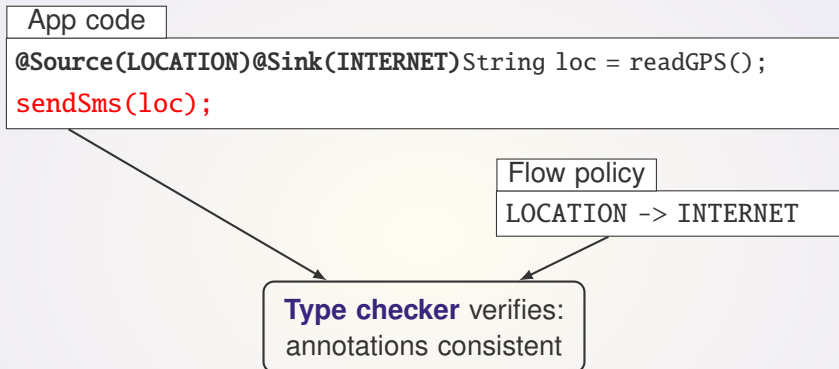 App code
@Source(LOCATION)@Sink(INTERNET)String loc = readGPS();
sendSms(loc);
Flow policy
LOCATION -> INTERNET
Type checker verifies:
annotations consistent